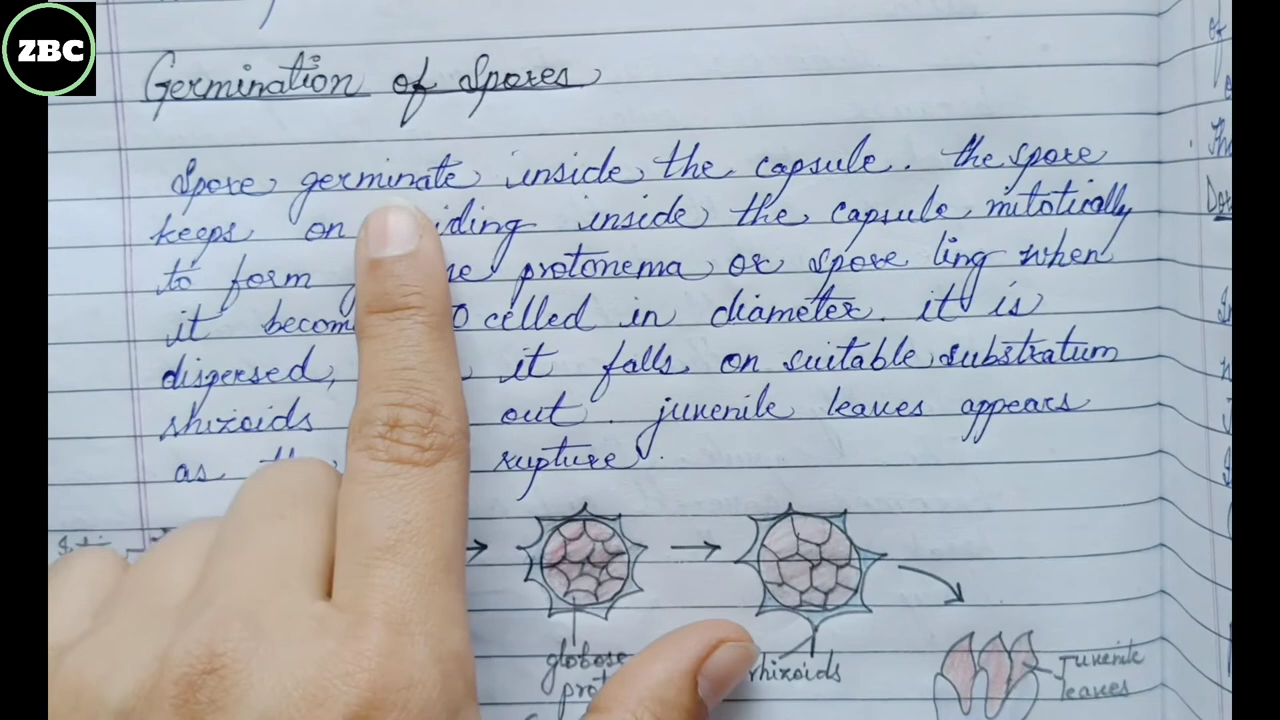 ZBC
Germination of Spores
Spore germinate inside the capsule. the spore
keeps on iding inside the capsule mitotically
to form protonema or spore ling when
it becom 0 celled in diameter. it is
dispersed, it falls on suitable substratum
rhizoids out. juvenile leaves appears
as rupture.
globose
prot
rhizoids
Juvenile
leaves